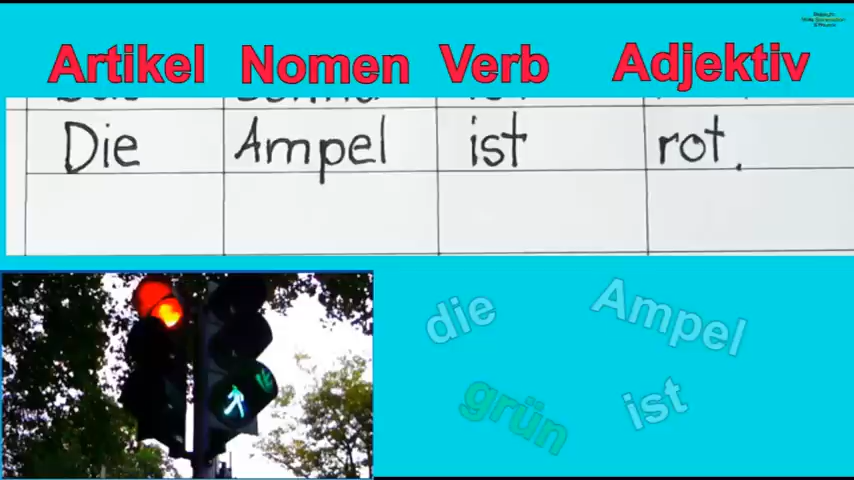 Artikel Nomen Verb Adjektiv
Die Ampel ist rot.
die Ampel
grün ist